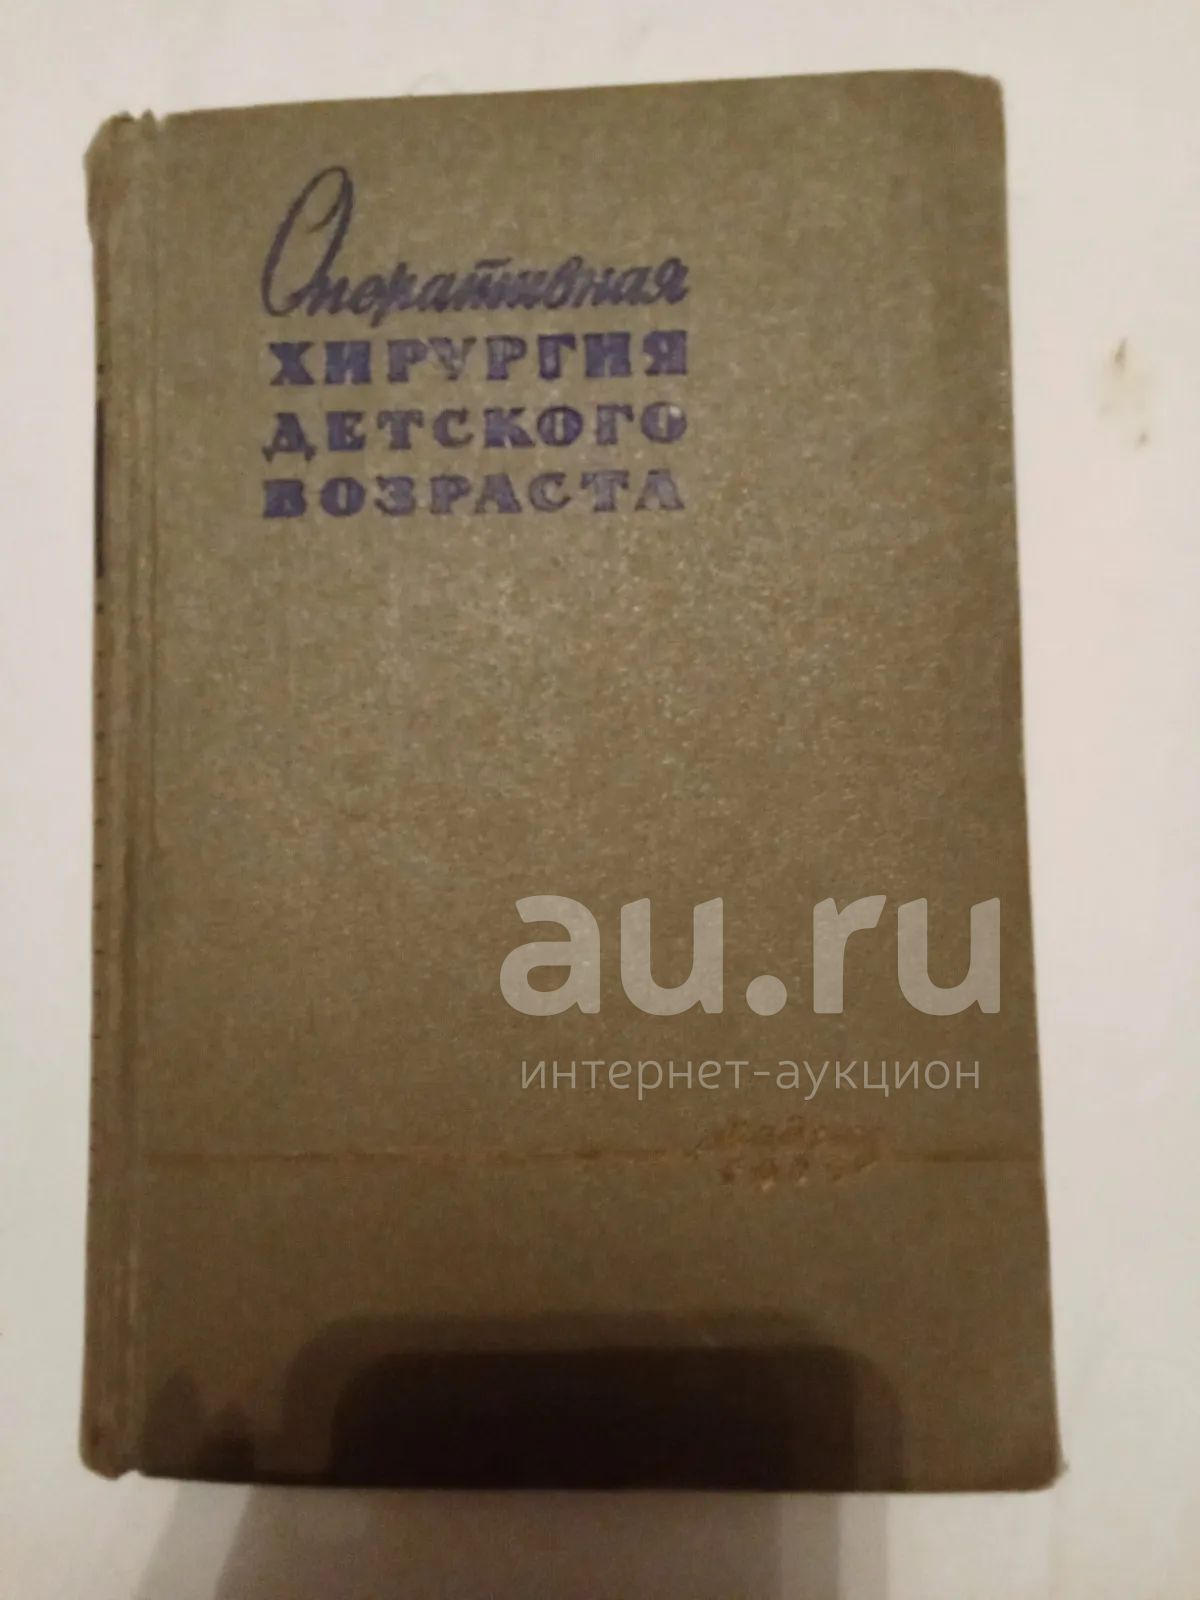 Оперативная
ХИРУРГИЯ
ДЕТСКОГО
ВОЗРАСТА
au.ru
интернет-аукцион